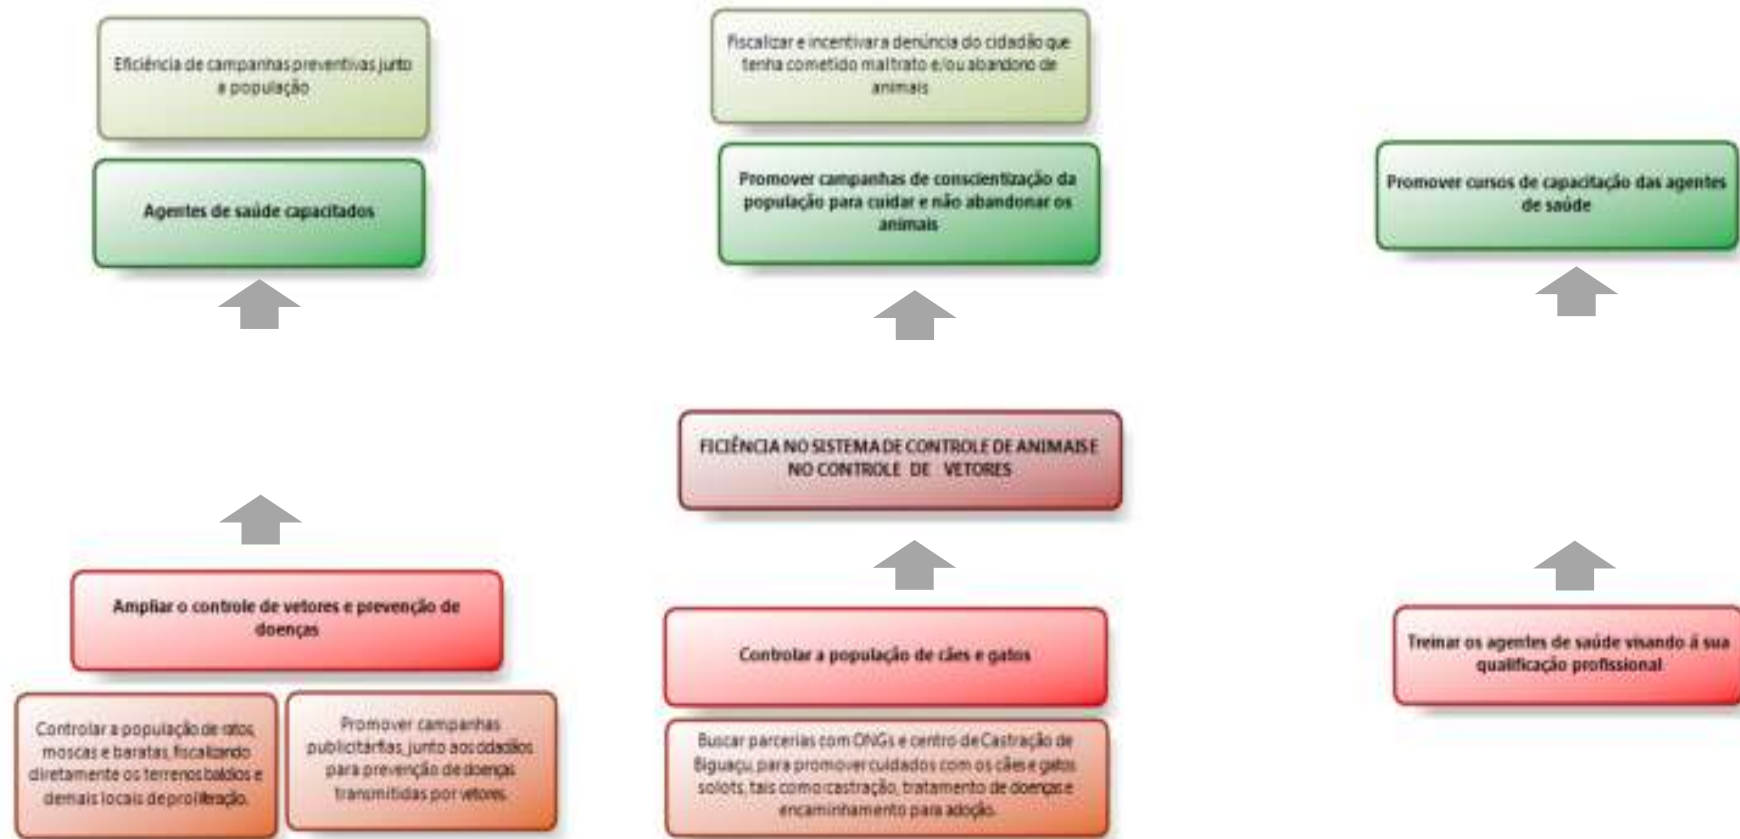 Eficiência de campanhas preventivas junto
a população
Agentes de saúde capacitados
Fiscalizar e incentivar a denúncia do cidadão que
tenha cometido maltrato e/ou abandono de
animais
Promover campanhas de conscientização da
população para cuidar e não abandonar os
animais
Promover cursos de capacitação das agentes
de saúde
FICIÊNCIA NO SISTEMA DE CONTROLE DE ANIMAIS E
NO CONTROLE DE VETORES
Ampliar o controle de vetores e prevenção de
doenças
Controlar a população de ratos,
moscas e baratas, fiscalizando
diretamente os terrenos baldios e
demais locais de proliferação.
Promover campanhas
publicitárfias, junto aos cidadãos
para prevenção de doenças
transmitidas por vetores.
Controlar a população de cães e gatos
Buscar parcerias com ONGs e centro de Castração de
Biguaçu, para promover cuidados com os cães e gatos
solots, tais como castração, tratamento de doenças e
encaminhamento para adoção.
Treinar os agentes de saúde visando á sua
qualificação profissional